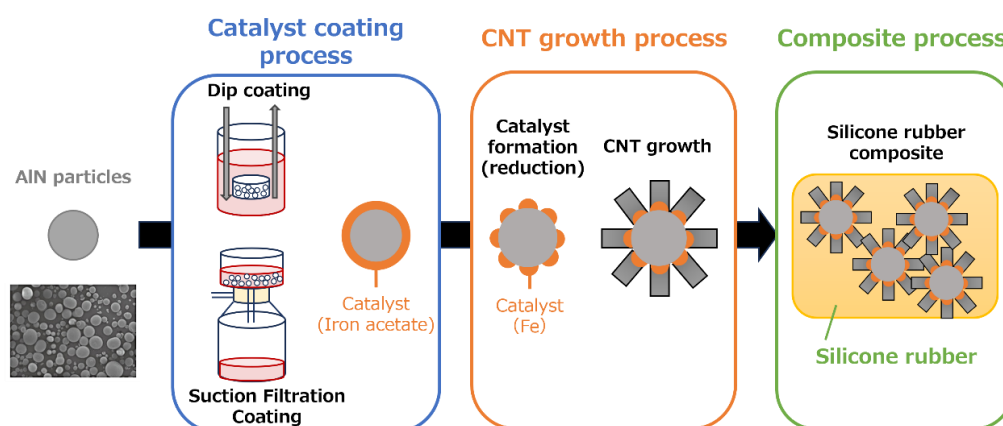 Catalyst coating
process
CNT growth process
Composite process
Dip coating
Catalyst
formation
(reduction)
CNT growth
Silicone rubber
composite
AlN particles
Catalyst
(Iron acetate)
Catalyst
(Fe)
Silicone rubber
Suction Filtration
Coating